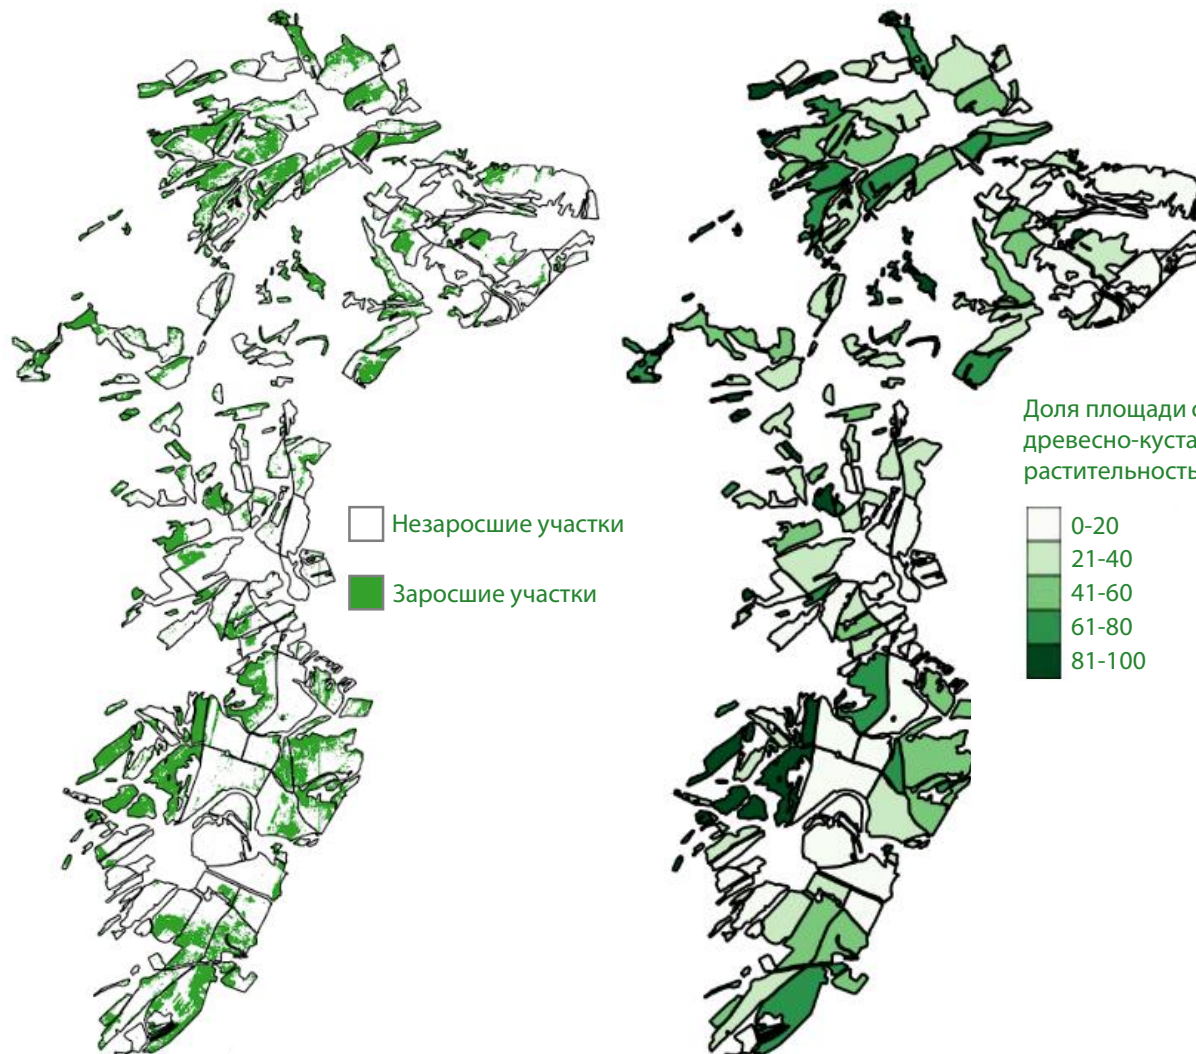 Незаросшие участки
Заросшие участки
Доля площади с
древесно-куста
растительность
0-20
21-40
41-60
61-80
81-100